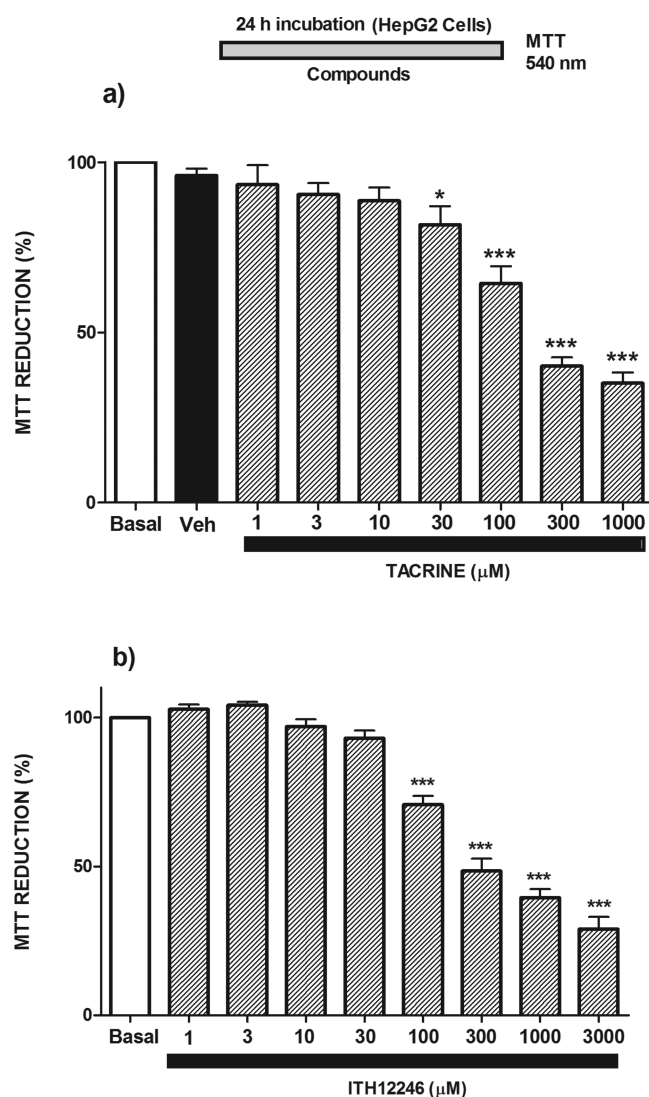 24 h incubation (HepG2 Cells)
MTT
540 nm
Compounds
a)
MTT REDUCTION (%)
100
50
0
*
***
***
***
Basal Veh 1 3 10 30 100 300 1000
TACRINE (μM)
b)
MTT REDUCTION (%)
100
50
0
***
***
***
***
Basal 1 3 10 30 100 300 1000 3000
ITH12246 (μM)